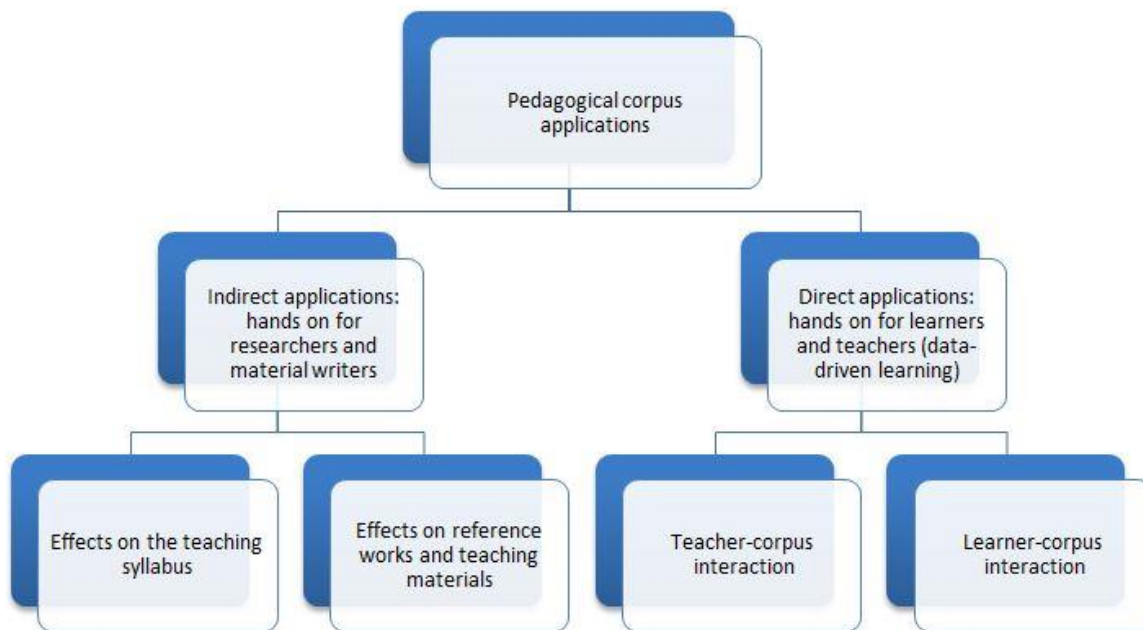 Pedagogical corpus
applications
Indirect applications:
hands on for
researchers and
material writers
Direct applications:
hands on for learners
and teachers (data-
driven learning)
Effects on the teaching
syllabus
Effects on reference
works and teaching
materials
Teacher-corpus
interaction
Learner-corpus
interaction